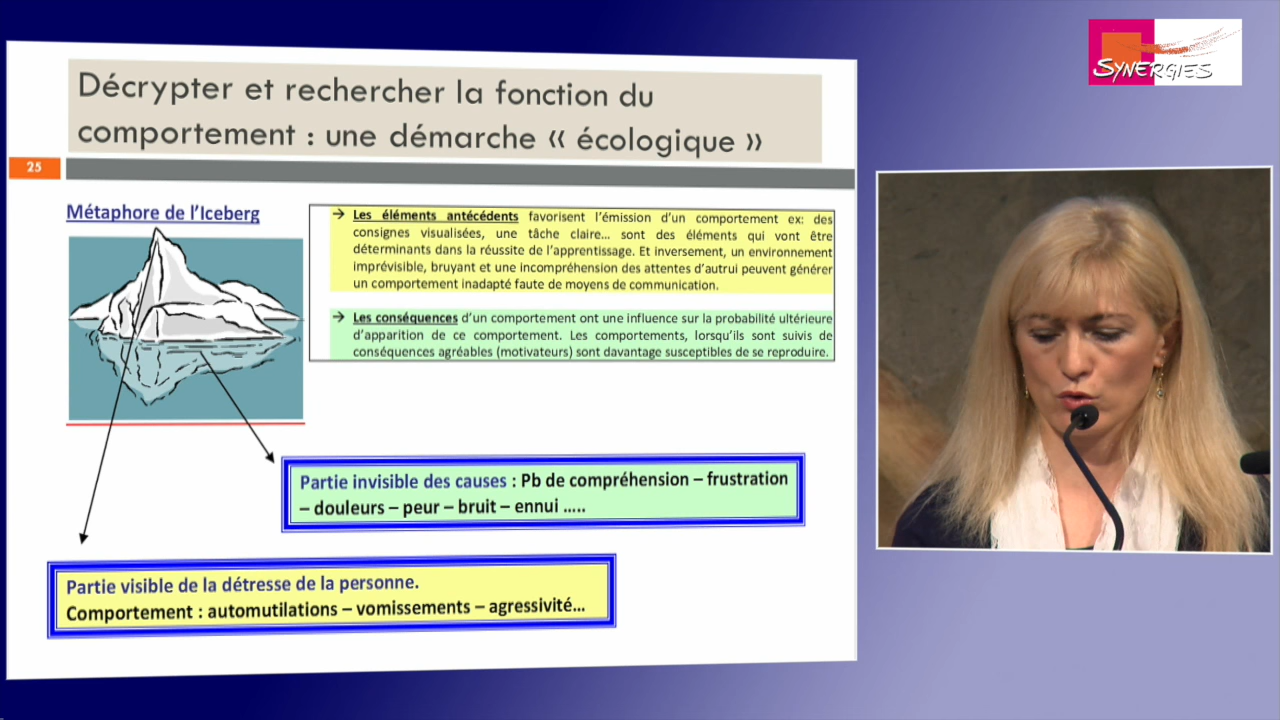 SYNERGIES
Décrypter et rechercher la fonction du
comportement : une démarche « écologique »
25
Métaphore de l'Iceberg
→ Les éléments antécédents favorisent l'émission d'un comportement ex: des
consignes visualisées, une tâche claire... sont des éléments qui vont être
déterminants dans la réussite de l'apprentissage. Et inversement, un environnement
imprévisible, bruyant et une incompréhension des attentes d'autrui peuvent générer
un comportement inadapté faute de moyens de communication.
→ Les conséquences d'un comportement ont une influence sur la probabilité ultérieure
d'apparition de ce comportement. Les comportements, lorsqu'ils sont suivis de
conséquences agréables (motivateurs) sont davantage susceptibles de se reproduire.
Partie invisible des causes : Pb de compréhension – frustration
– douleurs – peur – bruit – ennui .....
Partie visible de la détresse de la personne.
Comportement : automutilations – vomissements – agressivité...